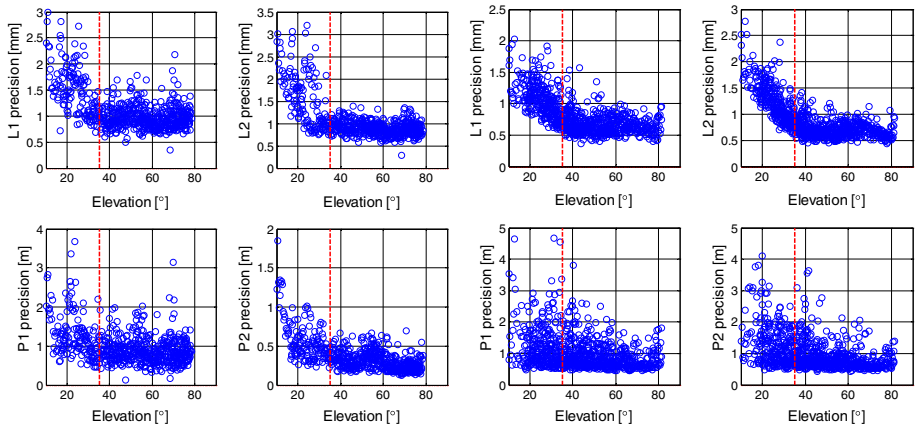 L1 precision [mm]
3
2.5
2
1.5
1
0.5
0
20 40 60 80
Elevation [°]
L2 precision [mm]
3.5
3
2.5
2
1.5
1
0.5
0
20 40 60 80
Elevation [°]
L1 precision [mm]
2.5
2
1.5
1
0.5
0
20 40 60 80
Elevation [°]
L2 precision [mm]
3
2.5
2
1.5
1
0.5
0
20 40 60 80
Elevation [°]
P1 precision [m]
4
3
2
1
0
20 40 60 80
Elevation [°]
P2 precision [m]
2
1.5
1
0.5
0
20 40 60 80
Elevation [°]
P1 precision [m]
5
4
3
2
1
0
20 40 60 80
Elevation [°]
P2 precision [m]
5
4
3
2
1
0
20 40 60 80
Elevation [°]